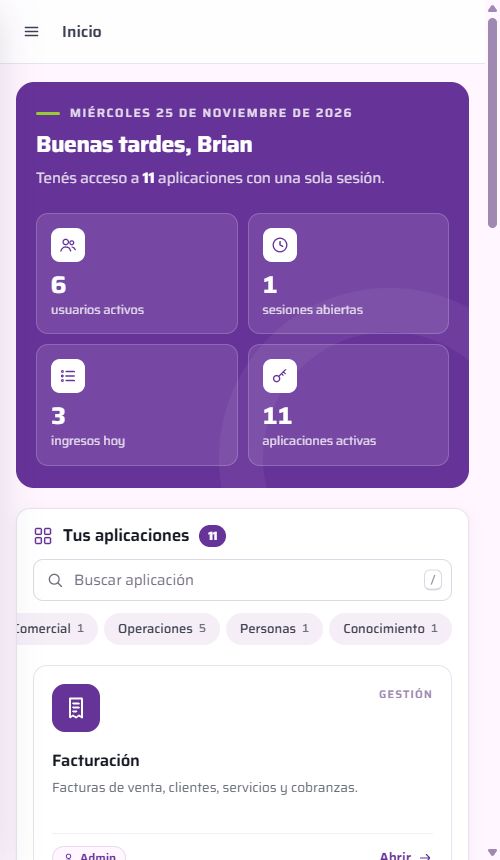 Inicio
MIÉRCOLES 25 DE NOVIEMBRE DE 2026
Buenas tardes, Brian
Tenés acceso a 11 aplicaciones con una sola sesión.
6
usuarios activos
1
sesiones abiertas
3
ingresos hoy
11
aplicaciones activas
Tus aplicaciones 11
Buscar aplicación /
Comercial 1 Operaciones 5 Personas 1 Conocimiento 1
GESTIÓN
Facturación
Facturas de venta, clientes, servicios y cobranzas.
Admin Abrir →